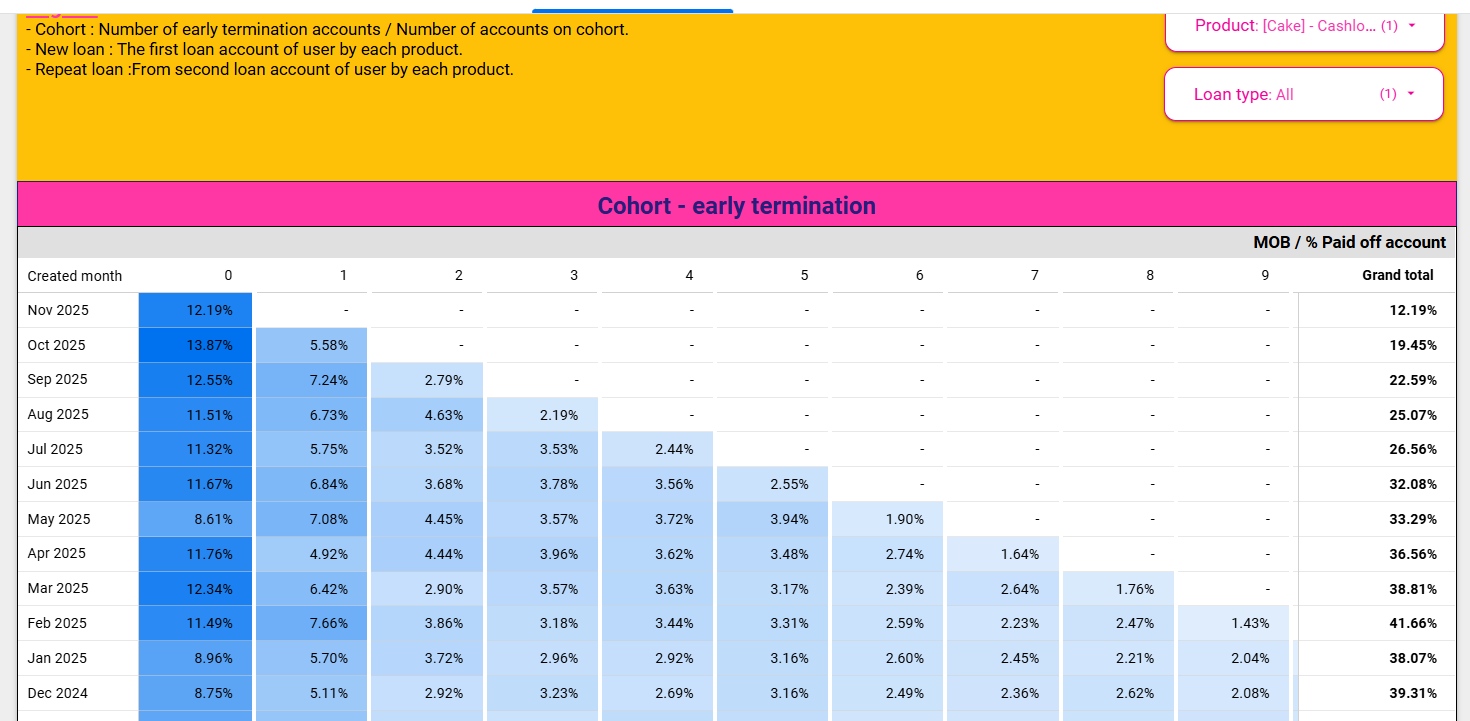 - Cohort : Number of early termination accounts / Number of accounts on cohort.
- New loan : The first loan account of user by each product.
- Repeat loan :From second loan account of user by each product.
Product: [Cake] - Cashlo... (1)
Loan type: All (1)
Cohort - early termination
MOB / % Paid off account
Created month 0 1 2 3 4 5 6 7 8 9 Grand total
Nov 2025 12.19% - - - - - - - - - 12.19%
Oct 2025 13.87% 5.58% - - - - - - - - 19.45%
Sep 2025 12.55% 7.24% 2.79% - - - - - - - 22.59%
Aug 2025 11.51% 6.73% 4.63% 2.19% - - - - - - 25.07%
Jul 2025 11.32% 5.75% 3.52% 3.53% 2.44% - - - - - 26.56%
Jun 2025 11.67% 6.84% 3.68% 3.78% 3.56% 2.55% - - - - 32.08%
May 2025 8.61% 7.08% 4.45% 3.57% 3.72% 3.94% 1.90% - - - 33.29%
Apr 2025 11.76% 4.92% 4.44% 3.96% 3.62% 3.48% 2.74% 1.64% - - 36.56%
Mar 2025 12.34% 6.42% 2.90% 3.57% 3.63% 3.17% 2.39% 2.64% 1.76% - 38.81%
Feb 2025 11.49% 7.66% 3.86% 3.18% 3.44% 3.31% 2.59% 2.23% 2.47% 1.43% 41.66%
Jan 2025 8.96% 5.70% 3.72% 2.96% 2.92% 3.16% 2.60% 2.45% 2.21% 2.04% 38.07%
Dec 2024 8.75% 5.11% 2.92% 3.23% 2.69% 3.16% 2.49% 2.36% 2.62% 2.08% 39.31%